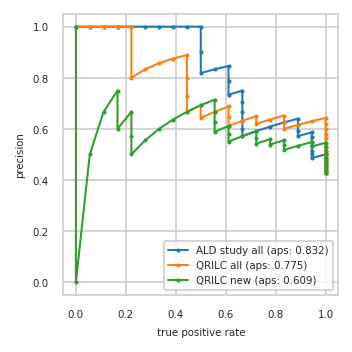 1.0
0.8
0.6
0.4
0.2
0.0
precision
0.0 0.2 0.4 0.6 0.8 1.0
true positive rate
ALD study all (aps: 0.832)
QRILC all (aps: 0.775)
QRILC new (aps: 0.609)